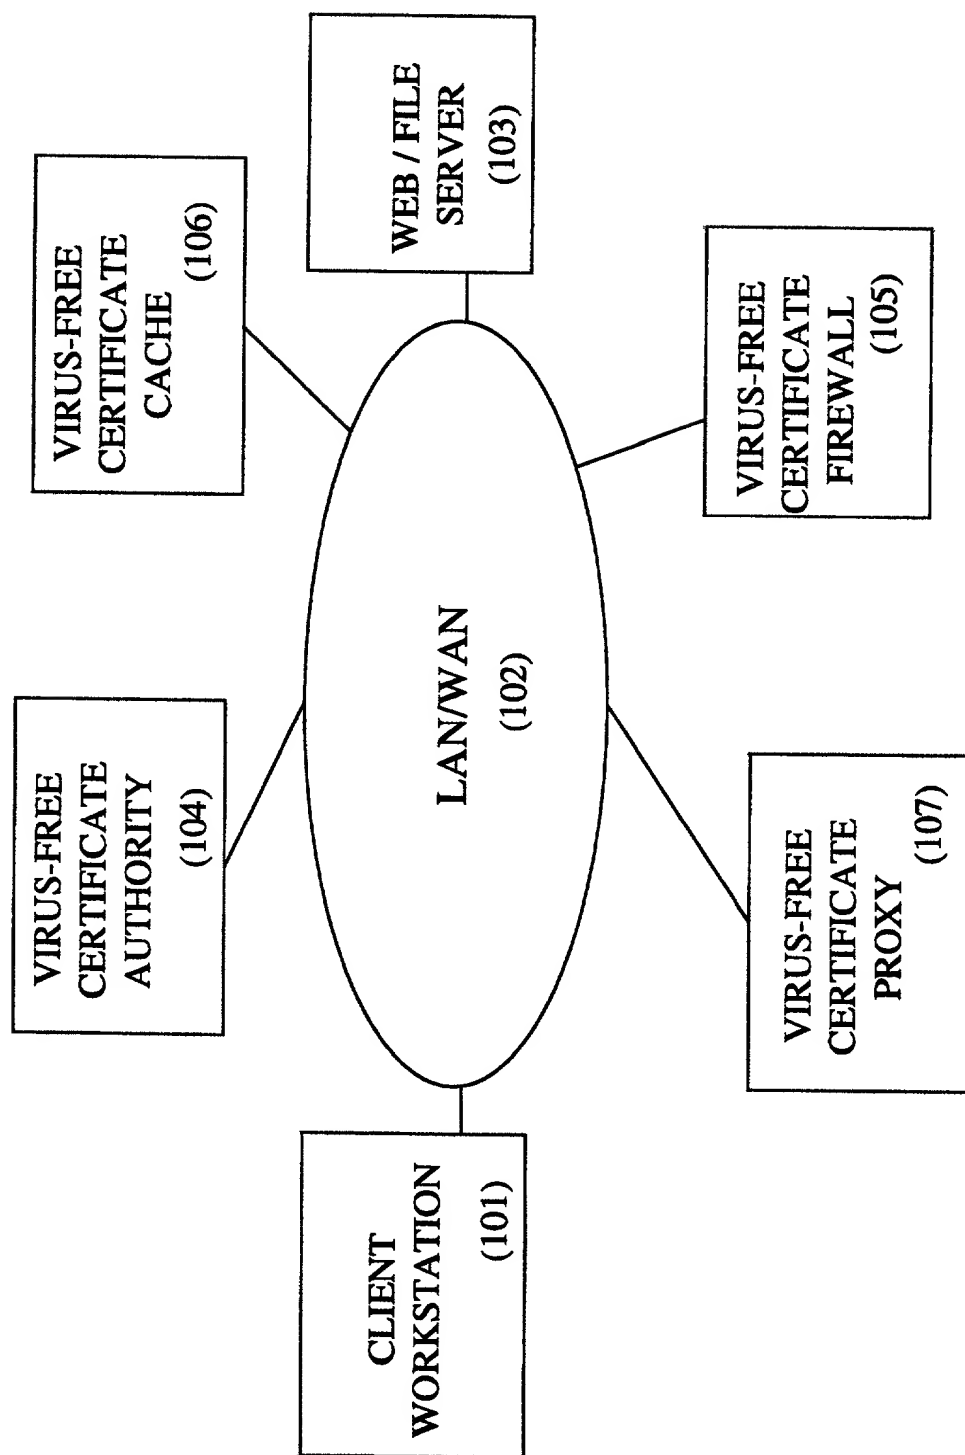 VIRUS-FREE
CERTIFICATE
AUTHORITY
(104)
VIRUS-FREE
CERTIFICATE
CACHE
(106)
CLIENT
WORKSTATION
(101)
LAN/WAN
(102)
WEB / FILE
SERVER
(103)
VIRUS-FREE
CERTIFICATE
PROXY
(107)
VIRUS-FREE
CERTIFICATE
FIREWALL
(105)